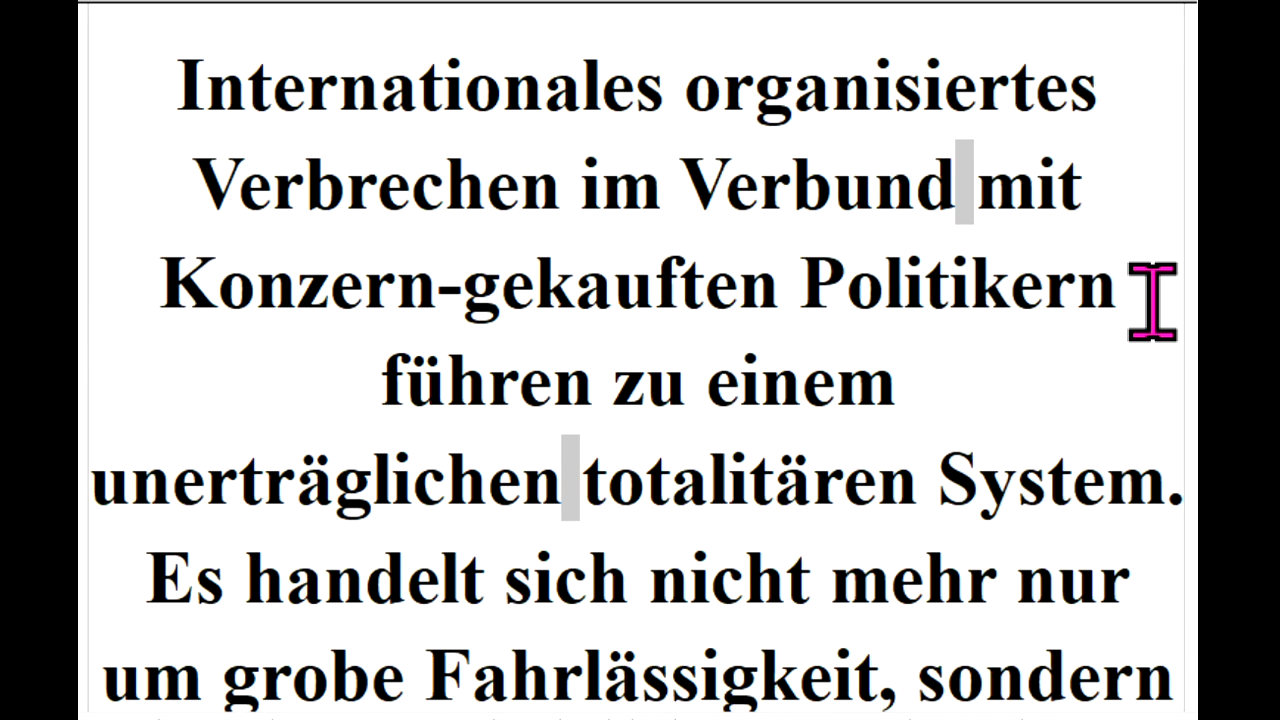 Internationales organisiertes
Verbrechen im Verbund mit
Konzern-gekauften Politikern
führen zu einem
unerträglichen totalitären System.
Es handelt sich nicht mehr nur
um grobe Fahrlässigkeit, sondern